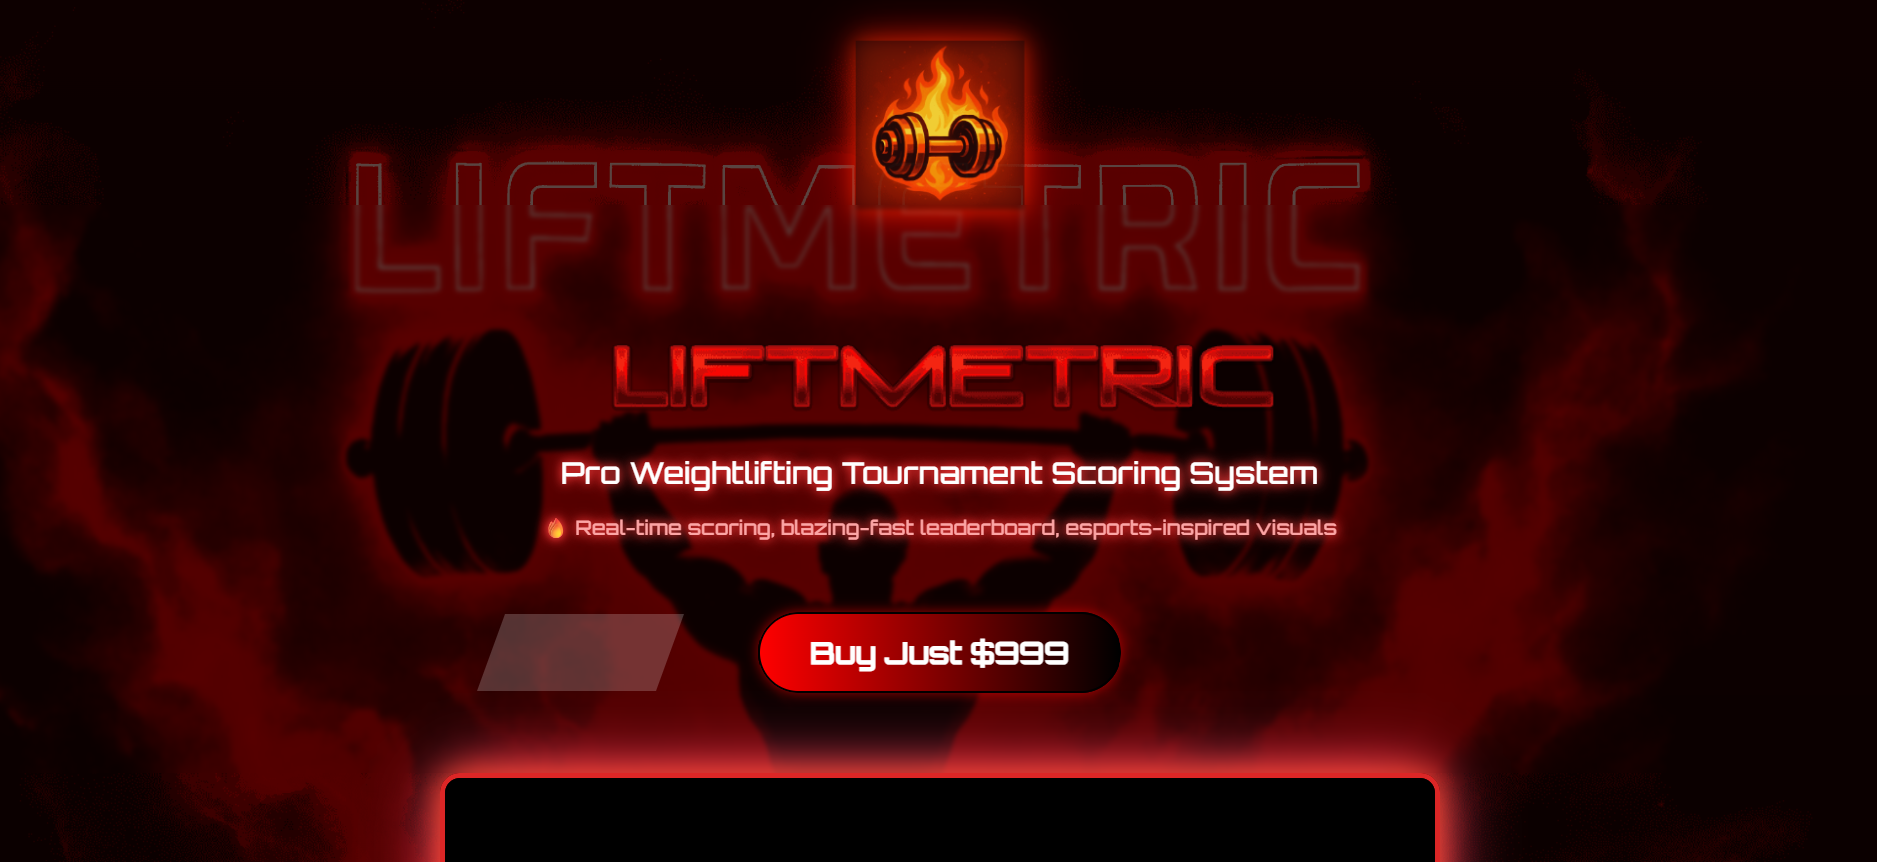 LIFTMETRIC
LIFTMETRIC
Pro Weightlifting Tournament Scoring System
🔥 Real-time scoring, blazing-fast leaderboard, esports-inspired visuals
Buy Just $999